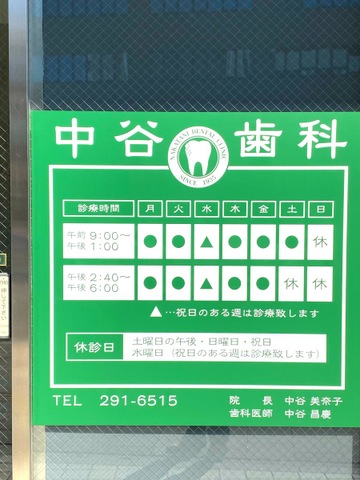 中谷 歯科
NAKATANI DENTAL CLINIC
SINCE 1935
診療時間 月 火 水 木 金 土 日
午前 9:00〜
午後 1:00 ● ● ▲ ● ● ● 休
午後 2:40〜
午後 6:00 ● ● ▲ ● ● 休 休
▲…祝日のある週は診療致します
休診日 土曜日の午後・日曜日・祝日
水曜日(祝日のある週は診療致します)
TEL 291-6515 院長 中谷 美奈子
歯科医師 中谷 昌慶